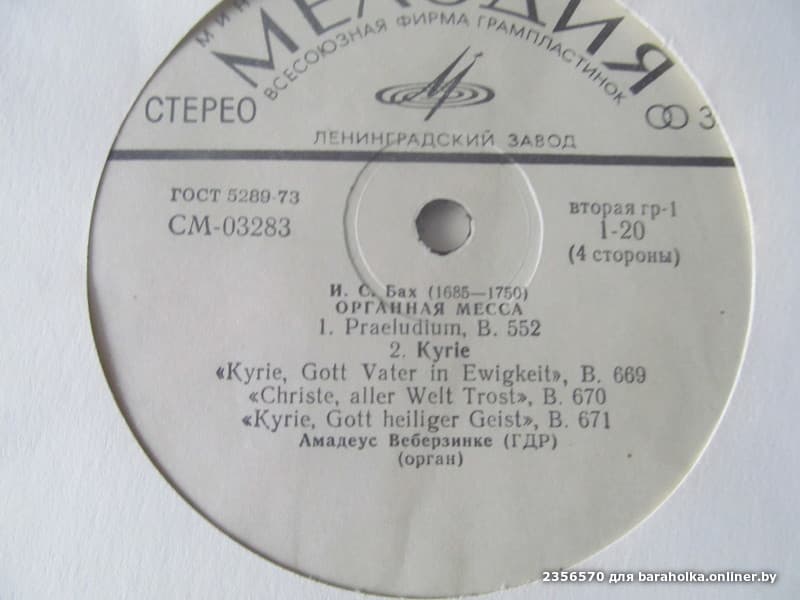 МЕЛОДИЯ
ВСЕСОЮЗНАЯ ФИРМА ГРАМПЛАСТИНОК
СТЕРЕО
ЛЕНИНГРАДСКИЙ ЗАВОД
ГОСТ 5289-73
СМ-03283
вторая гр-1
1-20
(4 стороны)
И. С. Бах (1685—1750)
ОРГАННАЯ МЕССА
1. Praeludium, B. 552
2. Kyrie
«Kyrie, Gott Vater in Ewigkeit», B. 669
«Christe, aller Welt Trost», B. 670
«Kyrie, Gott heiliger Geist», B. 671
Амадеус Веберзинке (ГДР)
(орган)
2356570 для baraholka.onliner.by